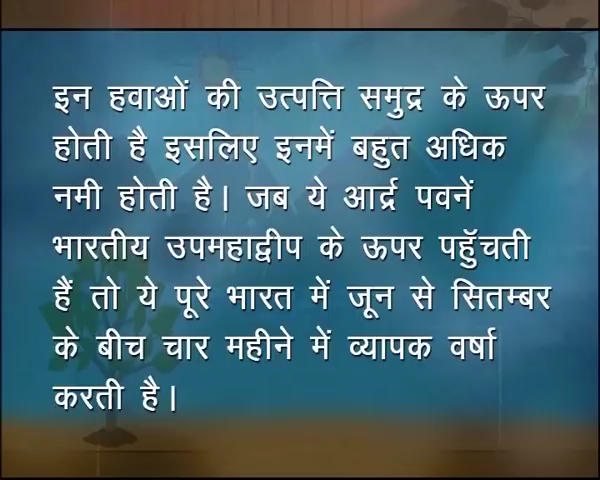 इन हवाओं की उत्पत्ति समुद्र के ऊपर
होती है इसलिए इनमें बहुत अधिक
नमी होती है। जब ये आर्द्र पवनें
भारतीय उपमहाद्वीप के ऊपर पहुँचती
हैं तो ये पूरे भारत में जून से सितम्बर
के बीच चार महीने में व्यापक वर्षा
करती है।